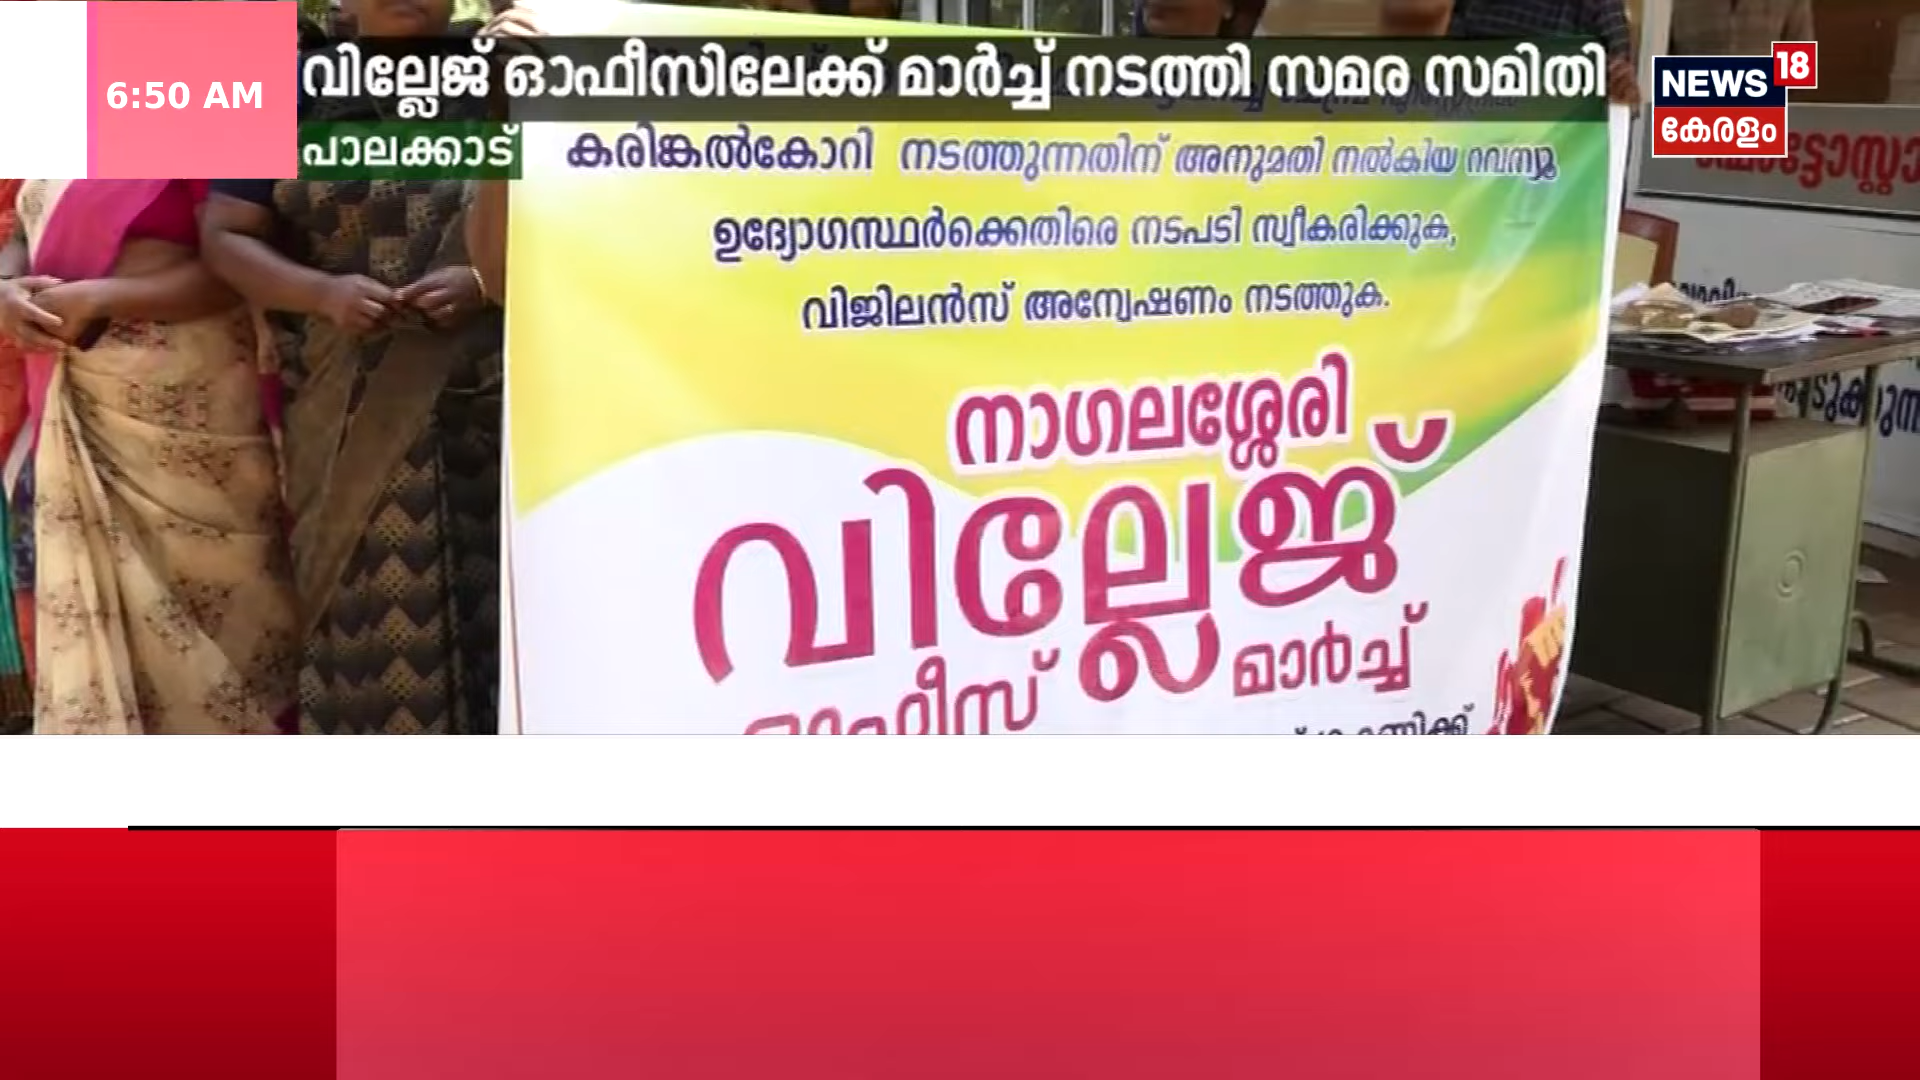 6:50 AM
വില്ലേജ് ഓഫീസിലേക്ക് മാർച്ച് നടത്തി സമര സമിതി
NEWS 18
കേരളം
പാലക്കാട്
കരിങ്കൽകോറി നടത്തുന്നതിന് അനുമതി നൽകിയ റവന്യൂ
ഉദ്യോഗസ്ഥർക്കെതിരെ നടപടി സ്വീകരിക്കുക,
വിജിലൻസ് അന്വേഷണം നടത്തുക.
നാഗലശ്ശേരി
വില്ലേജ്
ഓഫീസ് മാർച്ച്